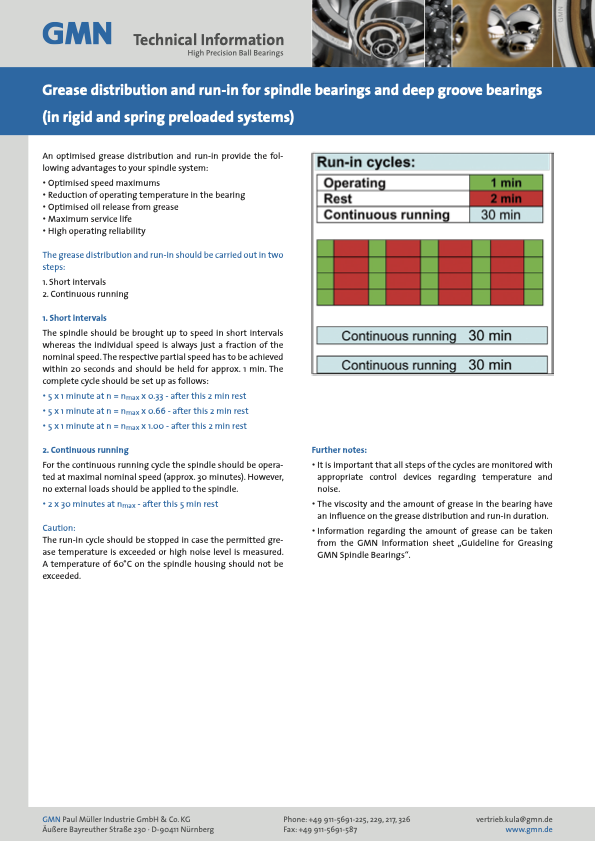 GMN
Technical Information
High Precision Ball Bearings
GMN
Grease distribution and run-in for spindle bearings and deep groove bearings
(in rigid and spring preloaded systems)
An optimised grease distribution and run-in provide the fol-
lowing advantages to your spindle system:
• Optimised speed maximums
• Reduction of operating temperature in the bearing
• Optimised oil release from grease
• Maximum service life
• High operating reliability
The grease distribution and run-in should be carried out in two
steps:
1. Short intervals
2. Continuous running
1. Short intervals
The spindle should be brought up to speed in short intervals
whereas the individual speed is always just a fraction of the
nominal speed. The respective partial speed has to be achieved
within 20 seconds and should be held for approx. 1 min. The
complete cycle should be set up as follows:
• 5 x 1 minute at n = nmax x 0.33 - after this 2 min rest
• 5 x 1 minute at n = nmax x 0.66 - after this 2 min rest
• 5 x 1 minute at n = nmax x 1.00 - after this 2 min rest
2. Continuous running
For the continuous running cycle the spindle should be opera-
ted at maximal nominal speed (approx. 30 minutes). However,
no external loads should be applied to the spindle.
• 2 x 30 minutes at nmax - after this 5 min rest
Caution:
The run-in cycle should be stopped in case the permitted gre-
ase temperature is exceeded or high noise level is measured.
A temperature of 60°C on the spindle housing should not be
exceeded.
Run-in cycles:
Operating 1 min
Rest 2 min
Continuous running 30 min
Continuous running 30 min
Continuous running 30 min
Further notes:
• It is important that all steps of the cycles are monitored with
appropriate control devices regarding temperature and
noise.
• The viscosity and the amount of grease in the bearing have
an influence on the grease distribution and run-in duration.
• Information regarding the amount of grease can be taken
from the GMN information sheet „Guideline for Greasing
GMN Spindle Bearings“.
GMN Paul Müller Industrie GmbH & Co. KG
Äußere Bayreuther Straße 230 · D-90411 Nürnberg
Phone: +49 911-5691-225, 229, 217, 326
Fax: +49 911-5691-587
vertrieb.kula@gmn.de
www.gmn.de